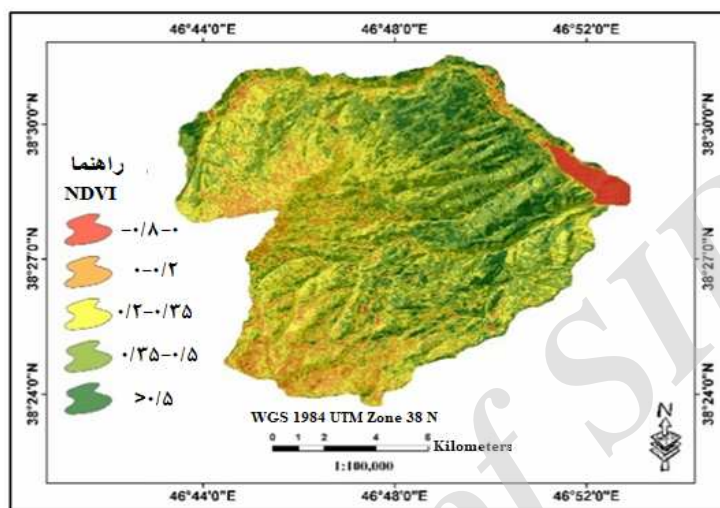 46°44'0"E 46°48'0"E 46°52'0"E
38°30'0"N 38°30'0"N
راهنما
NDVI
-۰/۸-۰
۰-۰/۲
38°27'0"N 38°27'0"N
۰/۲-۰/۳۵
۰/۳۵-۰/۵
>۰/۵
38°24'0"N 38°24'0"N
WGS 1984 UTM Zone 38 N
0 1 2 4 6 Kilometers
1:100,000
N
46°44'0"E 46°48'0"E 46°52'0"E
of SID